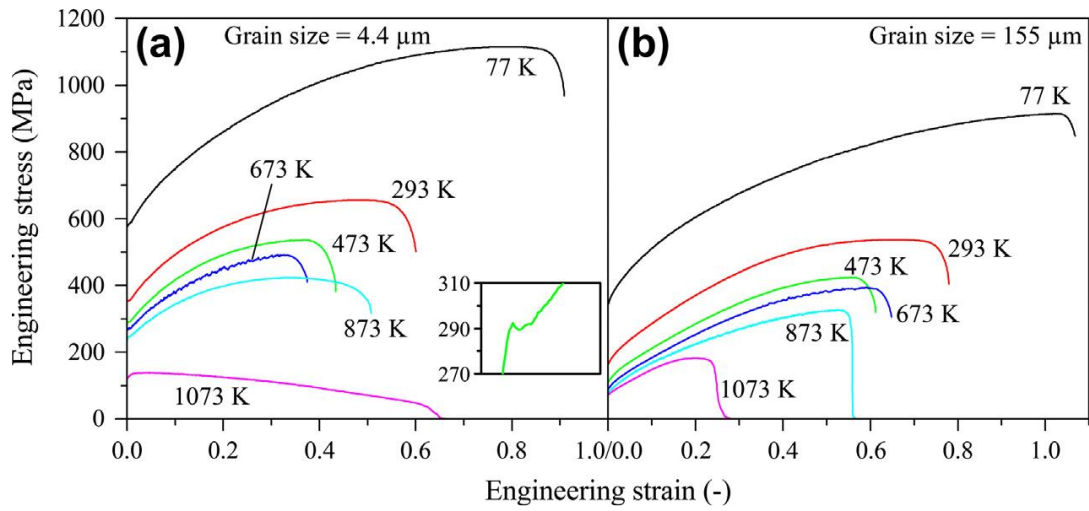 (a)
Grain size = 4.4 μm
77 K
673 K
293 K
473 K
873 K
1073 K
310
290
270
(b)
Grain size = 155 μm
77 K
293 K
473 K
673 K
873 K
1073 K
1200
1000
800
600
400
200
0
Engineering stress (MPa)
0.0 0.2 0.4 0.6 0.8 1.0/0.0 0.2 0.4 0.6 0.8 1.0
Engineering strain (-)